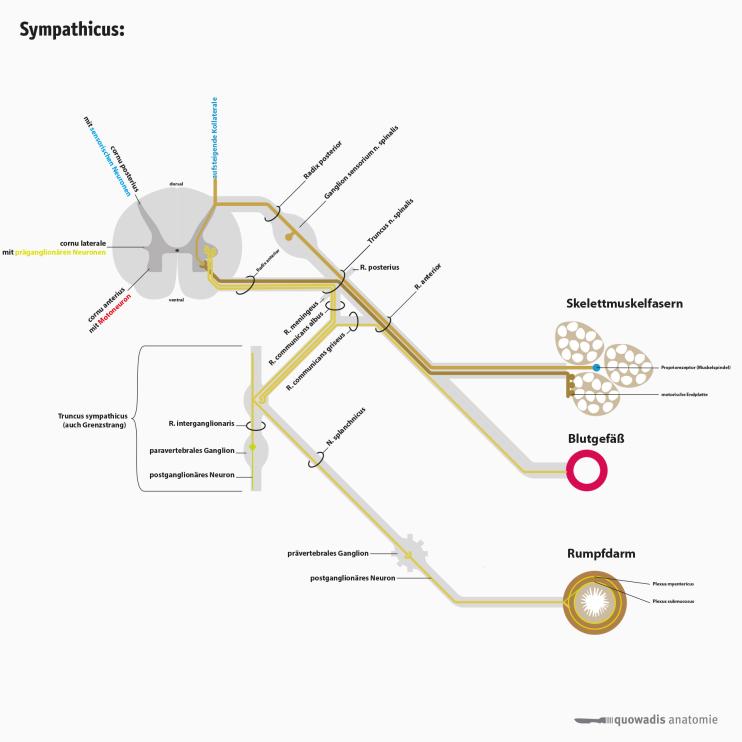 Sympathicus:
mit sensorischen Neuronen
cornu posterius
aufsteigende Kollaterale
dorsal
Radix posterior
Ganglion sensorium n. spinalis
Truncus n. spinalis
cornu laterale
mit präganglionären Neuronen
Radix anterior
R. posterius
R. anterior
cornu anterius
mit Motoneuron
ventral
R. meningeus
R. communicans albus
R. communicans griseus
Skelettmuskelfasern
Propriorezeptor (Muskelspindel)
motorische Endplatte
Truncus sympathicus
(auch Grenzstrang)
R. interganglionaris
paravertebrales Ganglion
postganglionäres Neuron
N. splanchnicus
Blutgefäß
prävertebrales Ganglion
postganglionäres Neuron
Rumpfdarm
Plexus myentericus
Plexus submucosus
quowadis anatomie